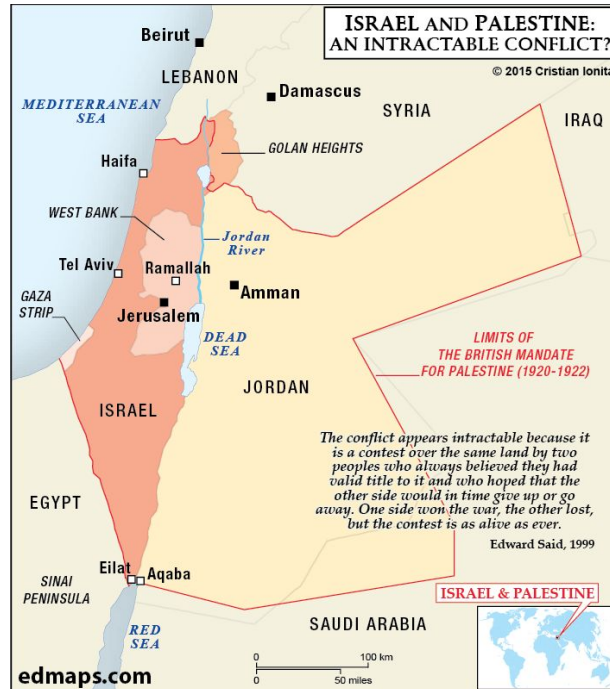 ISRAEL AND PALESTINE:
AN INTRACTABLE CONFLICT?
© 2015 Cristian Ionita
Beirut
LEBANON
Damascus
MEDITERRANEAN
SEA
SYRIA
IRAQ
GOLAN HEIGHTS
Haifa
WEST BANK
Jordan
River
Tel Aviv
Ramallah
Amman
GAZA
STRIP
Jerusalem
DEAD
SEA
LIMITS OF
THE BRITISH MANDATE
FOR PALESTINE (1920-1922)
JORDAN
ISRAEL
The conflict appears intractable because it
is a contest over the same land by two
peoples who always believed they had
valid title to it and who hoped that the
other side would in time give up or go
away. One side won the war, the other lost,
but the contest is as alive as ever.
Edward Said, 1999
EGYPT
Eilat
Aqaba
SINAI
PENINSULA
ISRAEL & PALESTINE
RED
SEA
SAUDI ARABIA
0
100 km
0
50 miles
edmaps.com